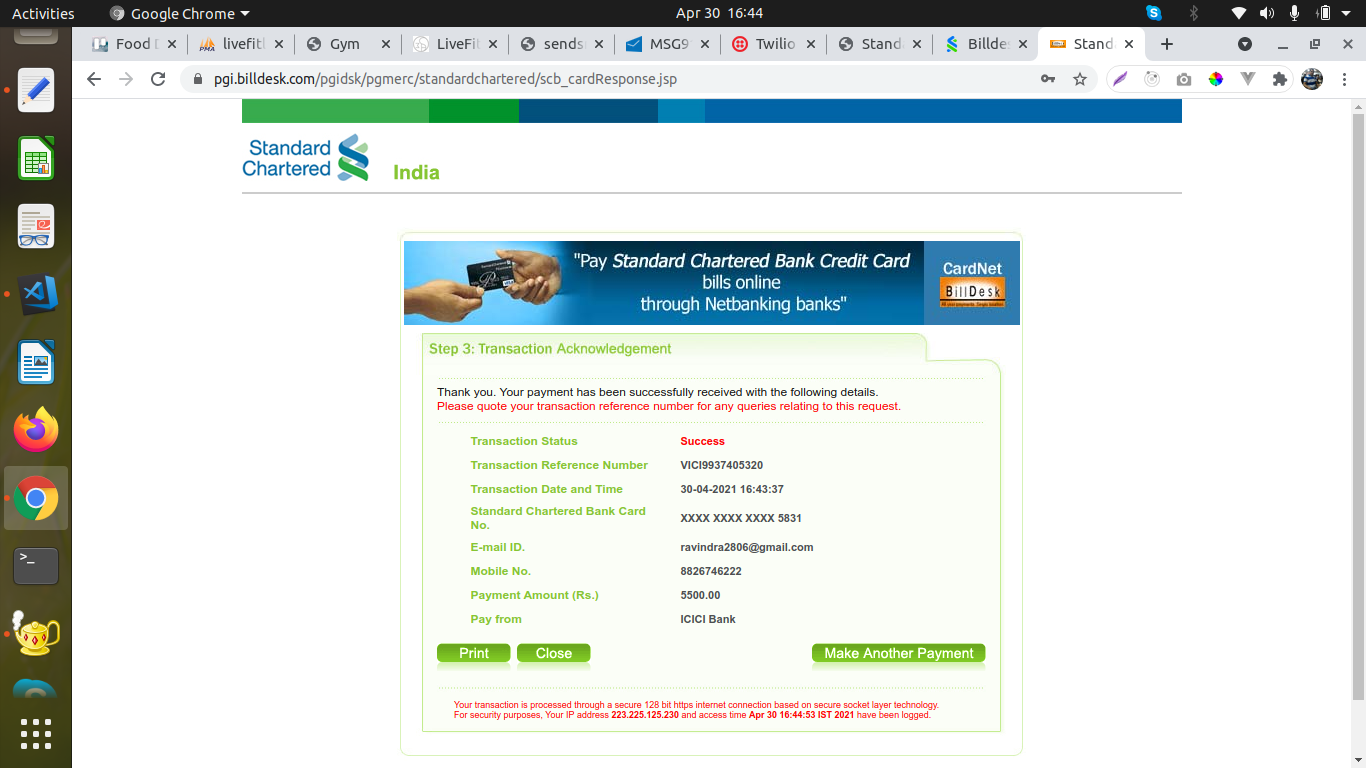 Activities
Google Chrome
Apr 30 16:44
Food D
livefitl
Gym
LiveFit
sends
MSG9
Twilio
Stand
Billdes
Stand
pgi.billdesk.com/pgidsk/pgmerc/standardchartered/scb_cardResponse.jsp
Standard
Chartered
India
"Pay Standard Chartered Bank Credit Card
bills online
through Netbanking banks"
CardNet
BillDesk
Step 3: Transaction Acknowledgement
Thank you. Your payment has been successfully received with the following details.
Please quote your transaction reference number for any queries relating to this request.
Transaction Status Success
Transaction Reference Number VICI9937405320
Transaction Date and Time 30-04-2021 16:43:37
Standard Chartered Bank Card
No. XXXX XXXX XXXX 5831
E-mail ID. ravindra2806@gmail.com
Mobile No. 8826746222
Payment Amount (Rs.) 5500.00
Pay from ICICI Bank
Print Close Make Another Payment
Your transaction is processed through a secure 128 bit https internet connection based on secure socket layer technology.
For security purposes, Your IP address 223.225.125.230 and access time Apr 30 16:44:53 IST 2021 have been logged.